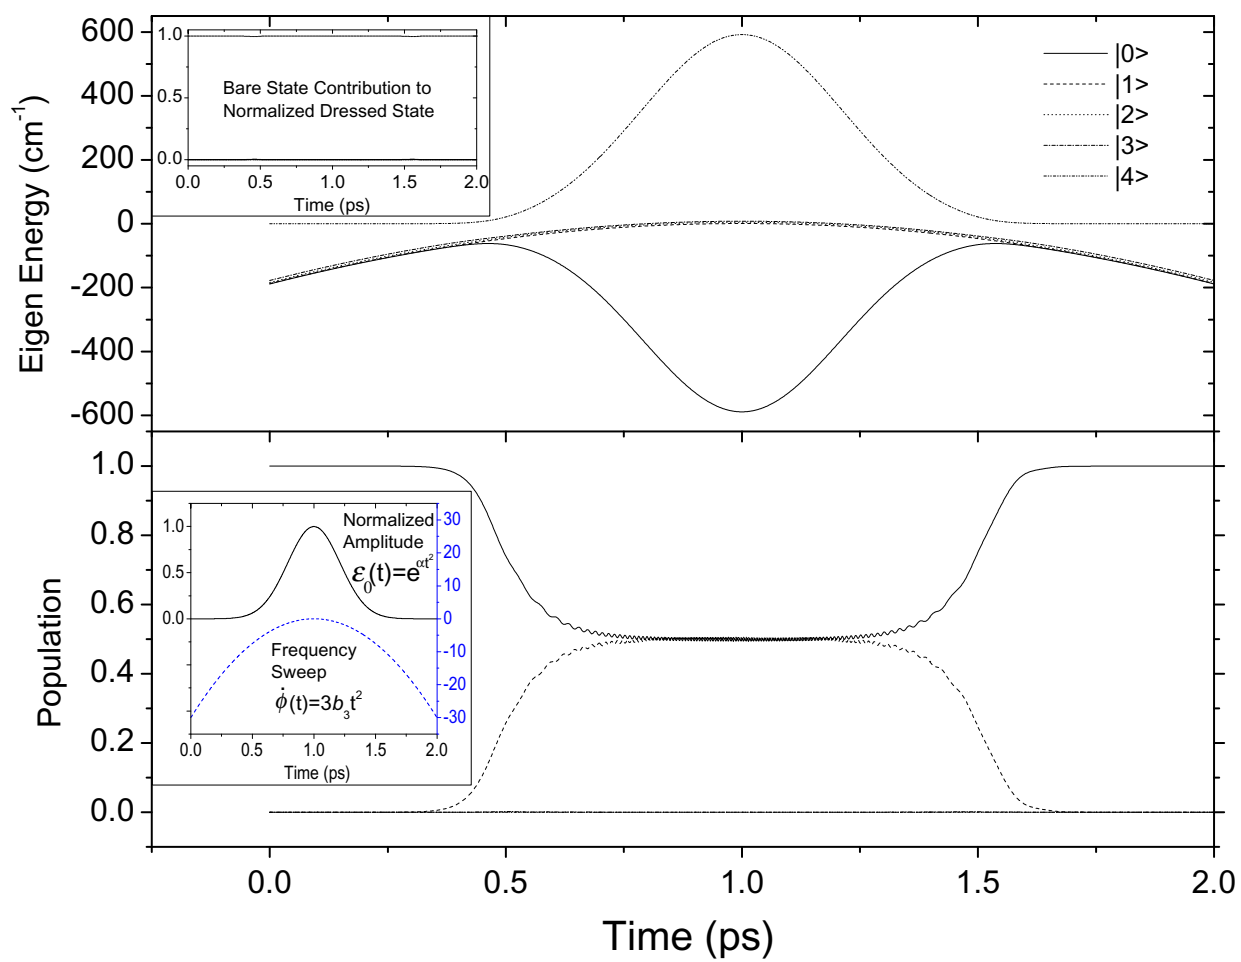 Eigen Energy (cm⁻¹)
600
400
200
0
-200
-400
-600
1.0
0.5
0.0
Bare State Contribution to
Normalized Dressed State
0.0 0.5 1.0 1.5 2.0
Time (ps)
|0>
|1>
|2>
|3>
|4>
Population
1.0
0.8
0.6
0.4
0.2
0.0
1.0
0.5
0.0
Normalized
Amplitude
ℰ₀(t)=e^αt²
Frequency
Sweep
ϕ̇(t)=3b₃t²
30
20
10
0
-10
-20
-30
0.0 0.5 1.0 1.5 2.0
Time (ps)
0.0 0.5 1.0 1.5 2.0
Time (ps)